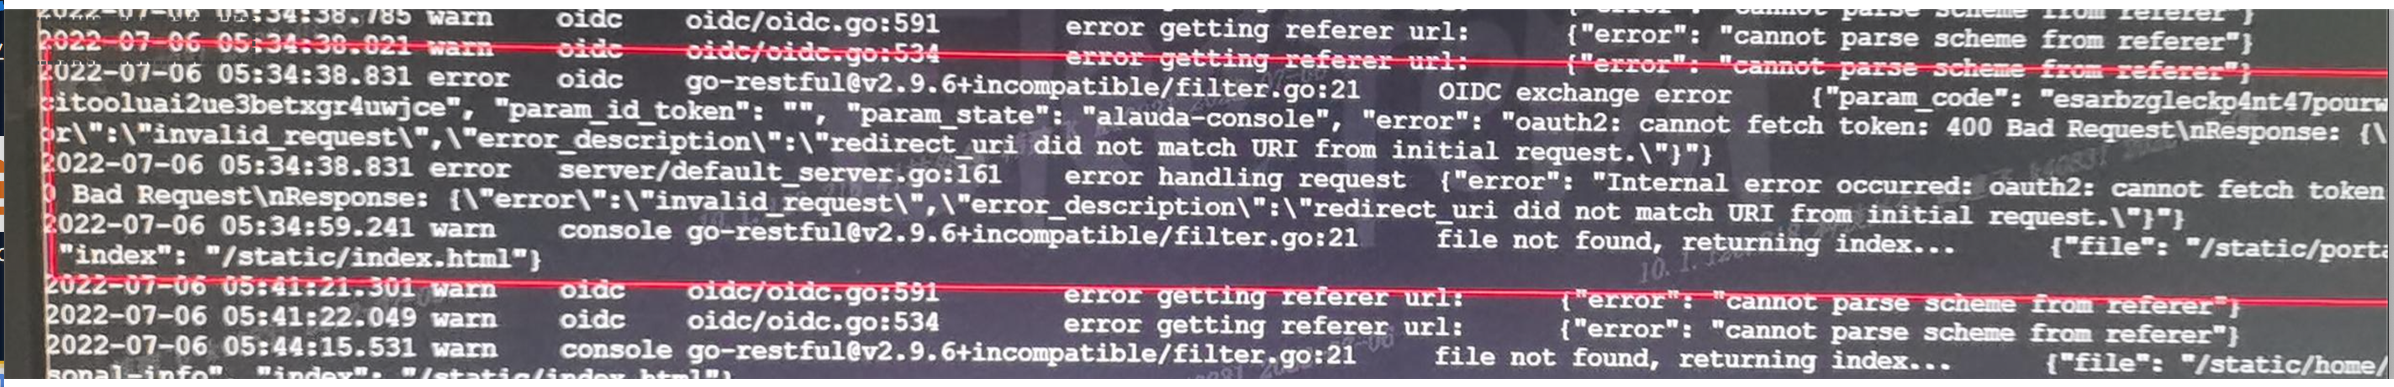 2022-07-06 05:34:38.785 warn oidc oidc/oidc.go:591 error getting referer url: {"error": "cannot parse scheme from referer"}
2022-07-06 05:34:38.821 warn oidc oidc/oidc.go:534 error getting referer url: {"error": "cannot parse scheme from referer"}
2022-07-06 05:34:38.831 error oidc go-restful@v2.9.6+incompatible/filter.go:21 OIDC exchange error {"param_code": "esarbzgleckp4nt47pourw
citooluai2ue3betxgr4uwjce", "param_id_token": "", "param_state": "alauda-console", "error": "oauth2: cannot fetch token: 400 Bad Request\nResponse: {\
or\":\"invalid_request\",\"error_description\":\"redirect_uri did not match URI from initial request.\"}"}
2022-07-06 05:34:38.831 error server/default_server.go:161 error handling request {"error": "Internal error occurred: oauth2: cannot fetch token
0 Bad Request\nResponse: {\"error\":\"invalid_request\",\"error_description\":\"redirect_uri did not match URI from initial request.\"}"}
2022-07-06 05:34:59.241 warn console go-restful@v2.9.6+incompatible/filter.go:21 file not found, returning index... {"file": "/static/porta
"index": "/static/index.html"}
2022-07-06 05:41:21.301 warn oidc oidc/oidc.go:591 error getting referer url: {"error": "cannot parse scheme from referer"}
2022-07-06 05:41:22.049 warn oidc oidc/oidc.go:534 error getting referer url: {"error": "cannot parse scheme from referer"}
2022-07-06 05:44:15.531 warn console go-restful@v2.9.6+incompatible/filter.go:21 file not found, returning index... {"file": "/static/home/
sonal-info", "index": "/static/index.html"}